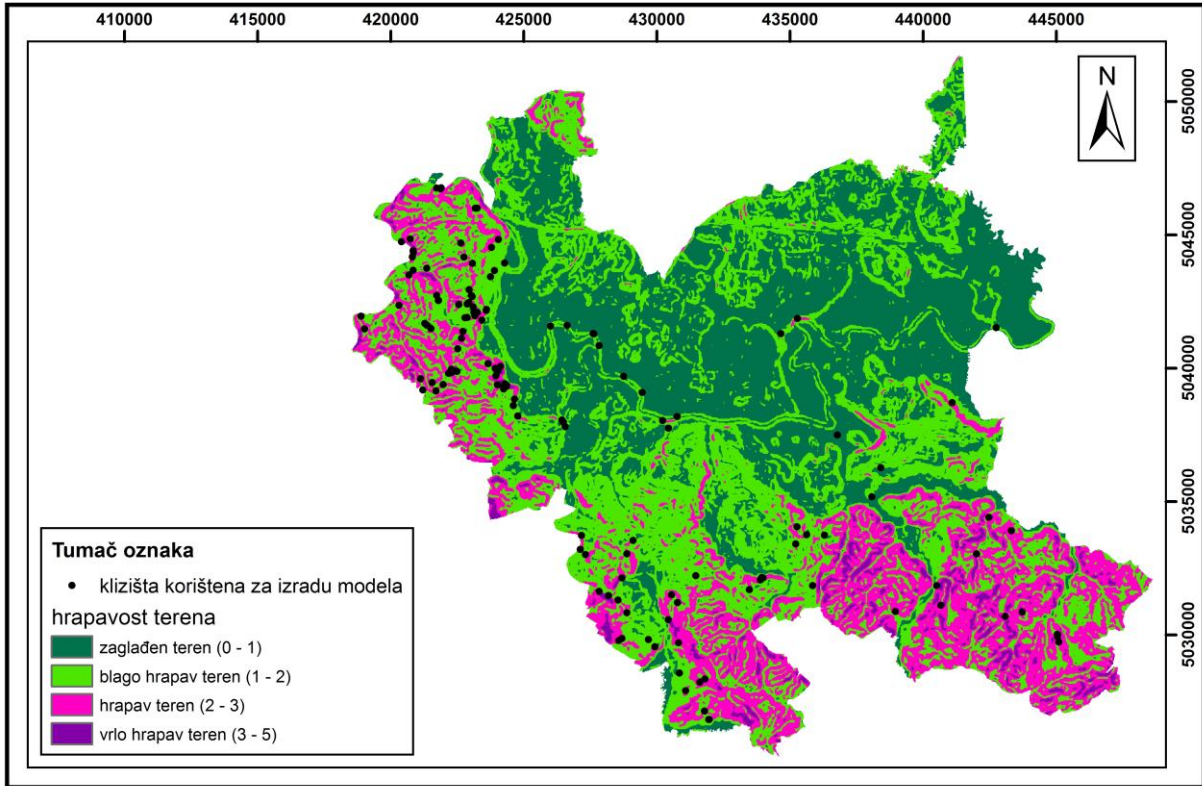 410000 415000 420000 425000 430000 435000 440000 445000
N
5050000
5045000
5040000
5035000
5030000
Tumač oznaka
klizišta korištena za izradu modela
hrapavost terena
zaglađen teren (0 - 1)
blago hrapav teren (1 - 2)
hrapav teren (2 - 3)
vrlo hrapav teren (3 - 5)